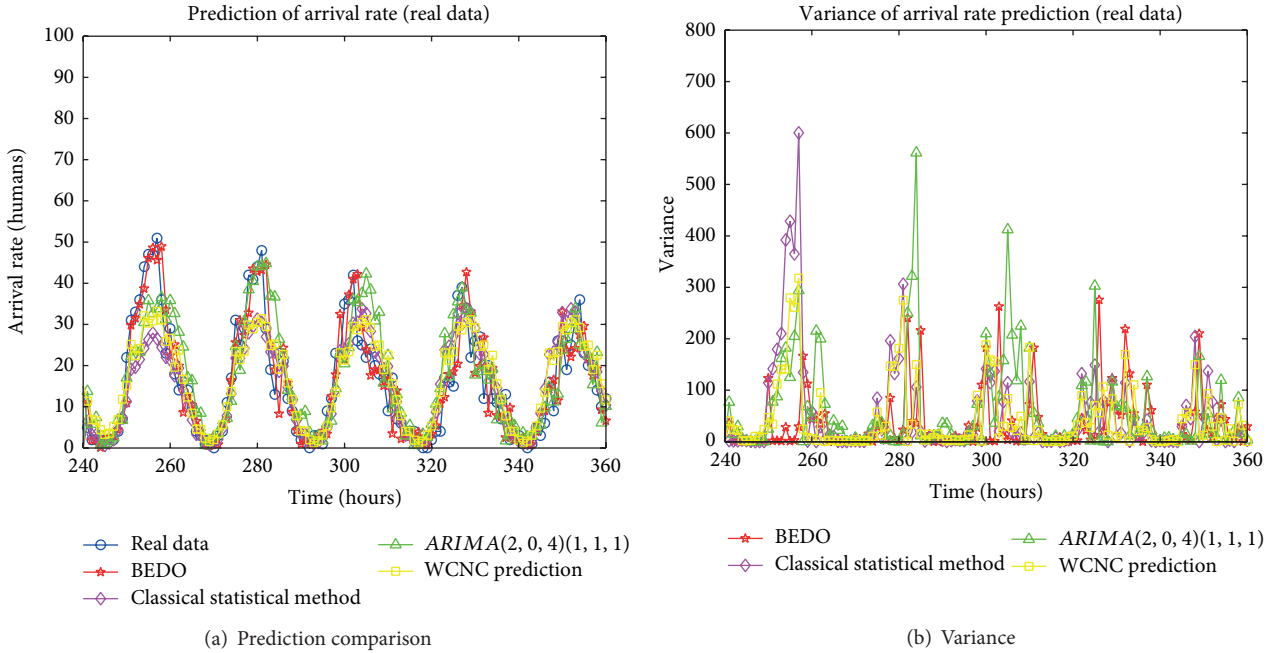 Prediction of arrival rate (real data)
100
90
80
70
60
50
40
30
20
10
0
Arrival rate (humans)
240 260 280 300 320 340 360
Time (hours)
Real data
BEDO
Classical statistical method
ARIMA(2, 0, 4)(1, 1, 1)
WCNC prediction
(a) Prediction comparison
Variance of arrival rate prediction (real data)
800
700
600
500
400
300
200
100
0
Variance
240 260 280 300 320 340 360
Time (hours)
BEDO
Classical statistical method
ARIMA(2, 0, 4)(1, 1, 1)
WCNC prediction
(b) Variance